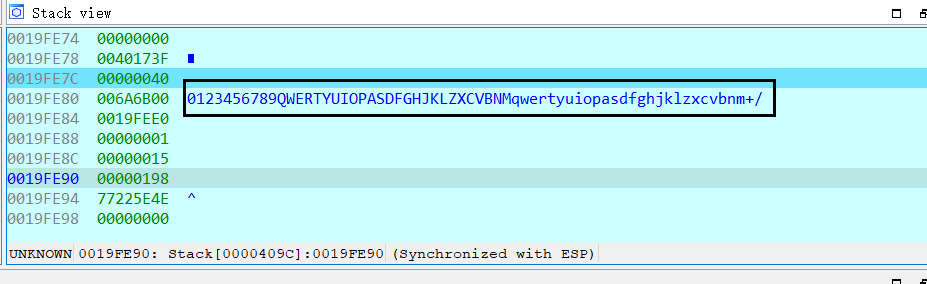 Stack view
0019FE74 00000000
0019FE78 0040173F
0019FE7C 00000040
0019FE80 006A6B00 0123456789QWERTYUIOPASDFGHJKLZXCVBNMqwertyuiopasdfghjklzxcvbnm+/
0019FE84 0019FEE0
0019FE88 00000001
0019FE8C 00000015
0019FE90 00000198
0019FE94 77225E4E ^
0019FE98 00000000
UNKNOWN 0019FE90: Stack[0000409C]:0019FE90 (Synchronized with ESP)